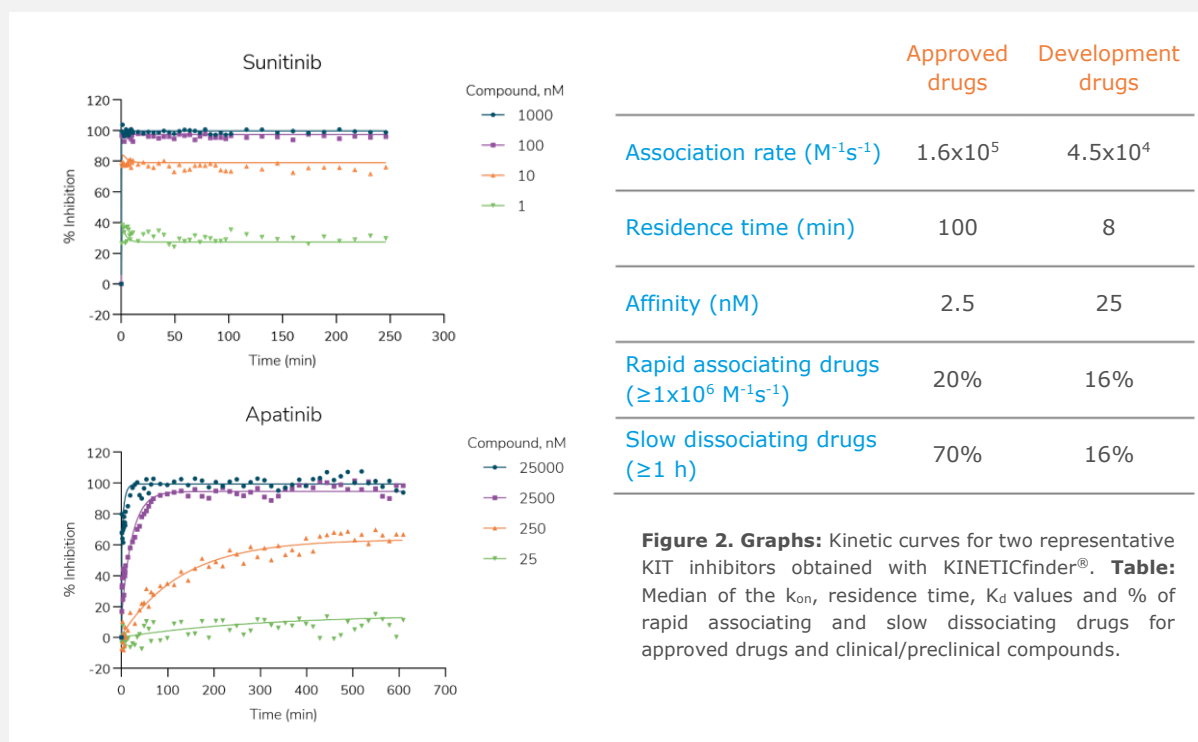 Sunitinib
Compound, nM
1000
100
10
1
120
100
80
60
40
20
0
-20
% Inhibition
0 50 100 150 200 250 300
Time (min)
Apatinib
Compound, nM
25000
2500
250
25
120
100
80
60
40
20
0
-20
% Inhibition
0 100 200 300 400 500 600 700
Time (min)
Approved drugs Development drugs
Association rate (M⁻¹s⁻¹) 1.6x10⁵ 4.5x10⁴
Residence time (min) 100 8
Affinity (nM) 2.5 25
Rapid associating drugs
(≥1x10⁶ M⁻¹s⁻¹) 20% 16%
Slow dissociating drugs
(≥1 h) 70% 16%
Figure 2. Graphs: Kinetic curves for two representative
KIT inhibitors obtained with KINETICfinder®. Table:
Median of the kₒₙ, residence time, K_d values and % of
rapid associating and slow dissociating drugs for
approved drugs and clinical/preclinical compounds.